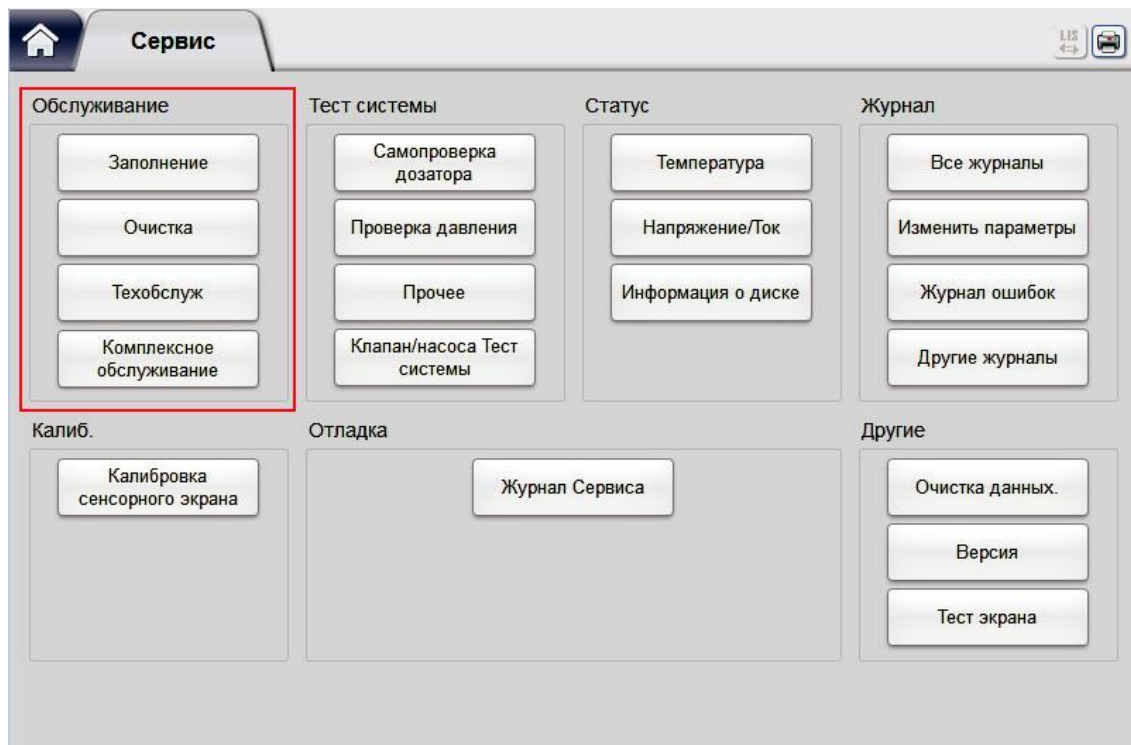 Сервис
LIS
Обслуживание
Заполнение
Очистка
Техобслуж
Комплексное
обслуживание
Тест системы
Самопроверка
дозатора
Проверка давления
Прочее
Клапан/насоса Тест
системы
Статус
Температура
Напряжение/Ток
Информация о диске
Журнал
Все журналы
Изменить параметры
Журнал ошибок
Другие журналы
Калиб.
Калибровка
сенсорного экрана
Отладка
Журнал Сервиса
Другие
Очистка данных.
Версия
Тест экрана